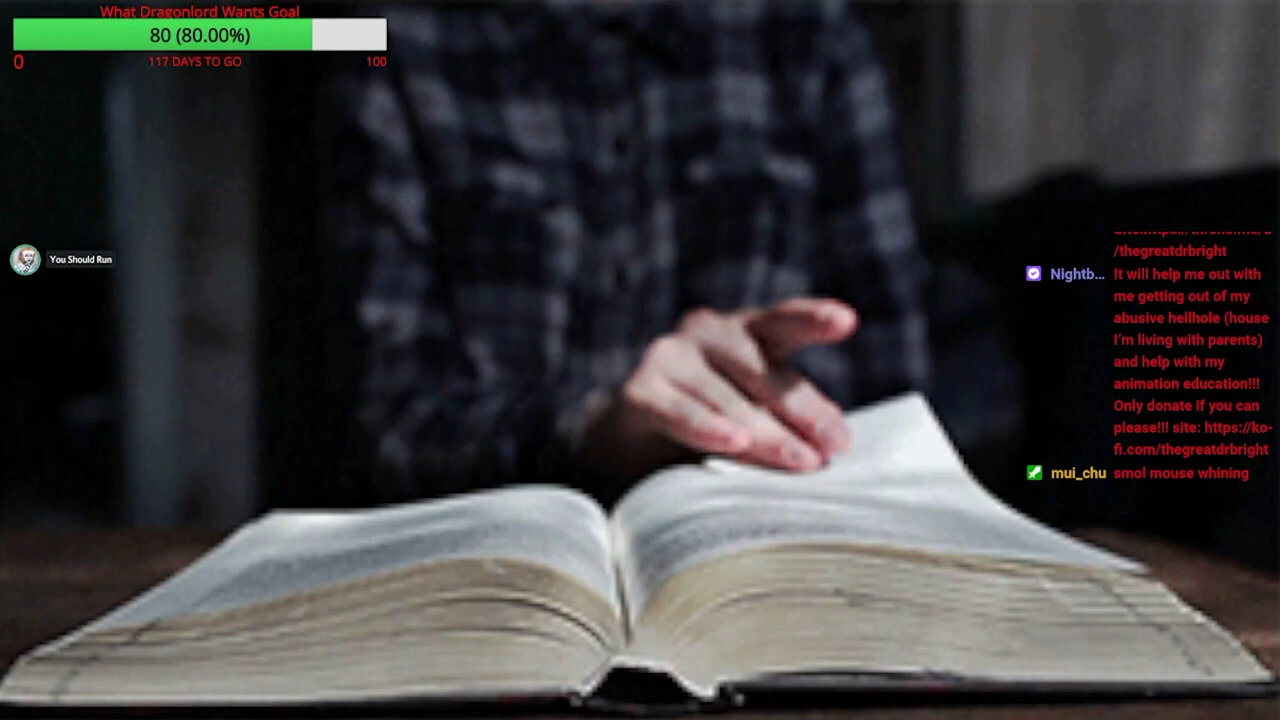 What Dragonlord Wants Goal
80 (80.00%)
0
117 DAYS TO GO
100
You Should Run
/thegreatdrbright
Nightb... It will help me out with
me getting out of my
abusive hellhole (house
I'm living with parents)
and help with my
animation education!!!
Only donate if you can
please!!! site: https://ko-
fi.com/thegreatdrbright
mui_chu smol mouse whining